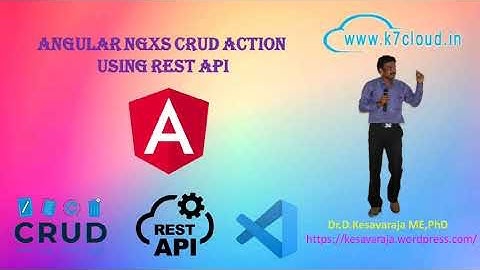 ANGULAR NGXS CRUD ACTION
USING REST API
www.k7cloud.in
A
CRUD
REST
API
Dr.D.Kesavaraja ME,PhD
https://kesavaraja.wordpress.com/